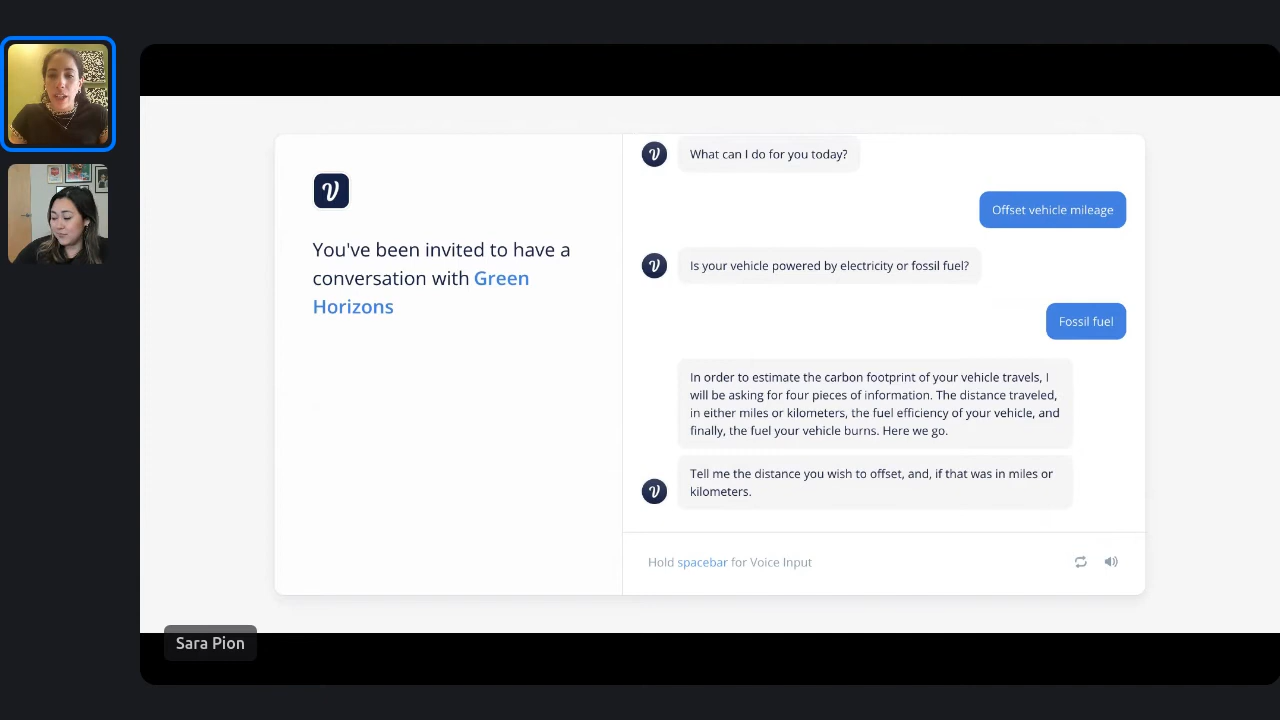 You've been invited to have a
conversation with Green
Horizons
What can I do for you today?
Offset vehicle mileage
Is your vehicle powered by electricity or fossil fuel?
Fossil fuel
In order to estimate the carbon footprint of your vehicle travels, I
will be asking for four pieces of information. The distance traveled,
in either miles or kilometers, the fuel efficiency of your vehicle, and
finally, the fuel your vehicle burns. Here we go.
Tell me the distance you wish to offset, and, if that was in miles or
kilometers.
Hold spacebar for Voice Input
Sara Pion